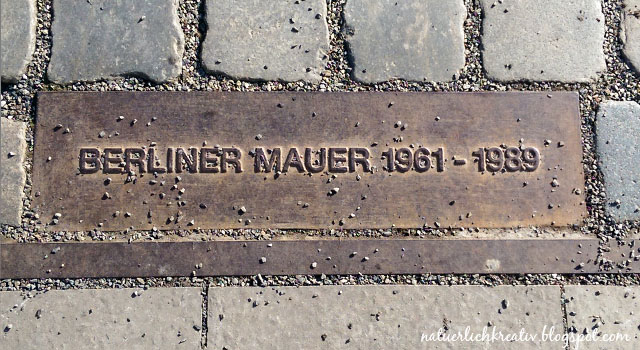 BERLINER MAUER 1961 - 1989
natuerlichkreativ.blogspot.com